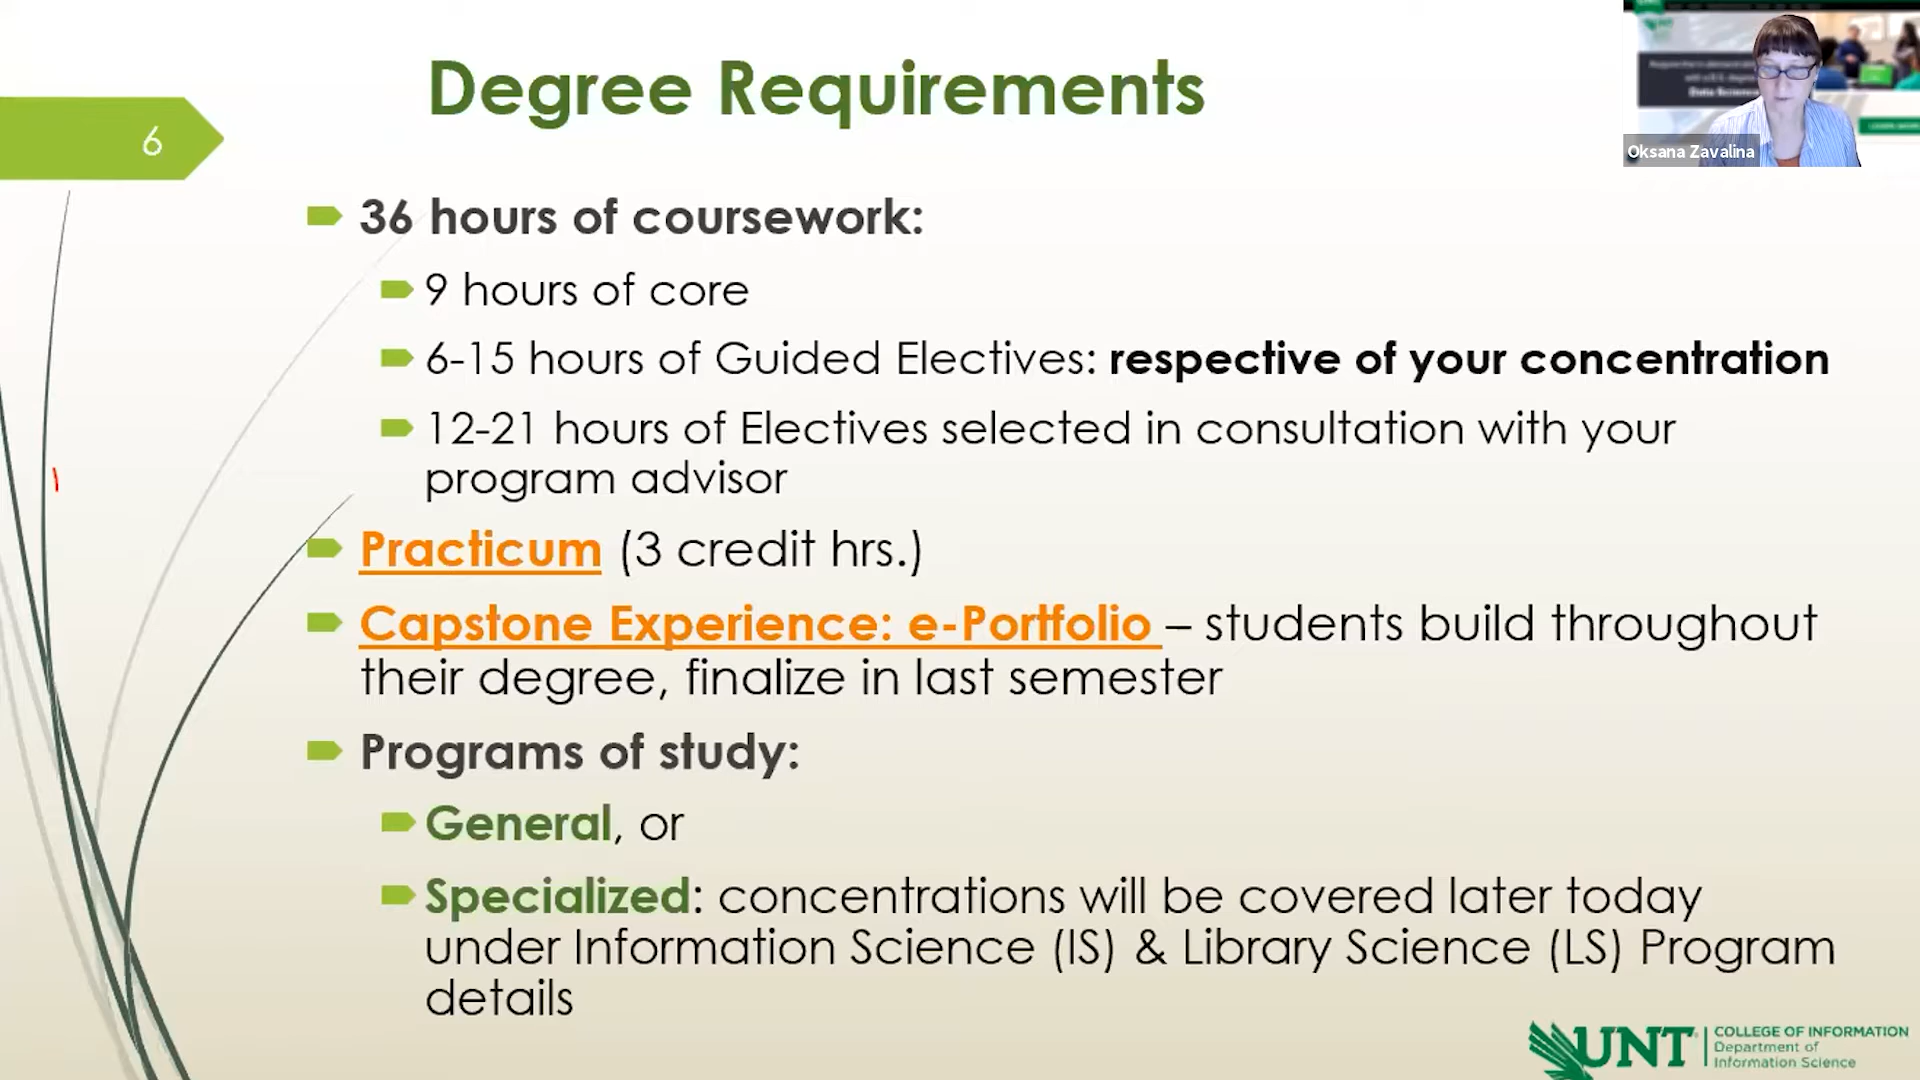 Degree Requirements
6
Oksana Zavalina
36 hours of coursework:
9 hours of core
6-15 hours of Guided Electives: respective of your concentration
12-21 hours of Electives selected in consultation with your
program advisor
Practicum (3 credit hrs.)
Capstone Experience: e-Portfolio – students build throughout
their degree, finalize in last semester
Programs of study:
General, or
Specialized: concentrations will be covered later today
under Information Science (IS) & Library Science (LS) Program
details
UNT
COLLEGE OF INFORMATION
Department of
Information Science